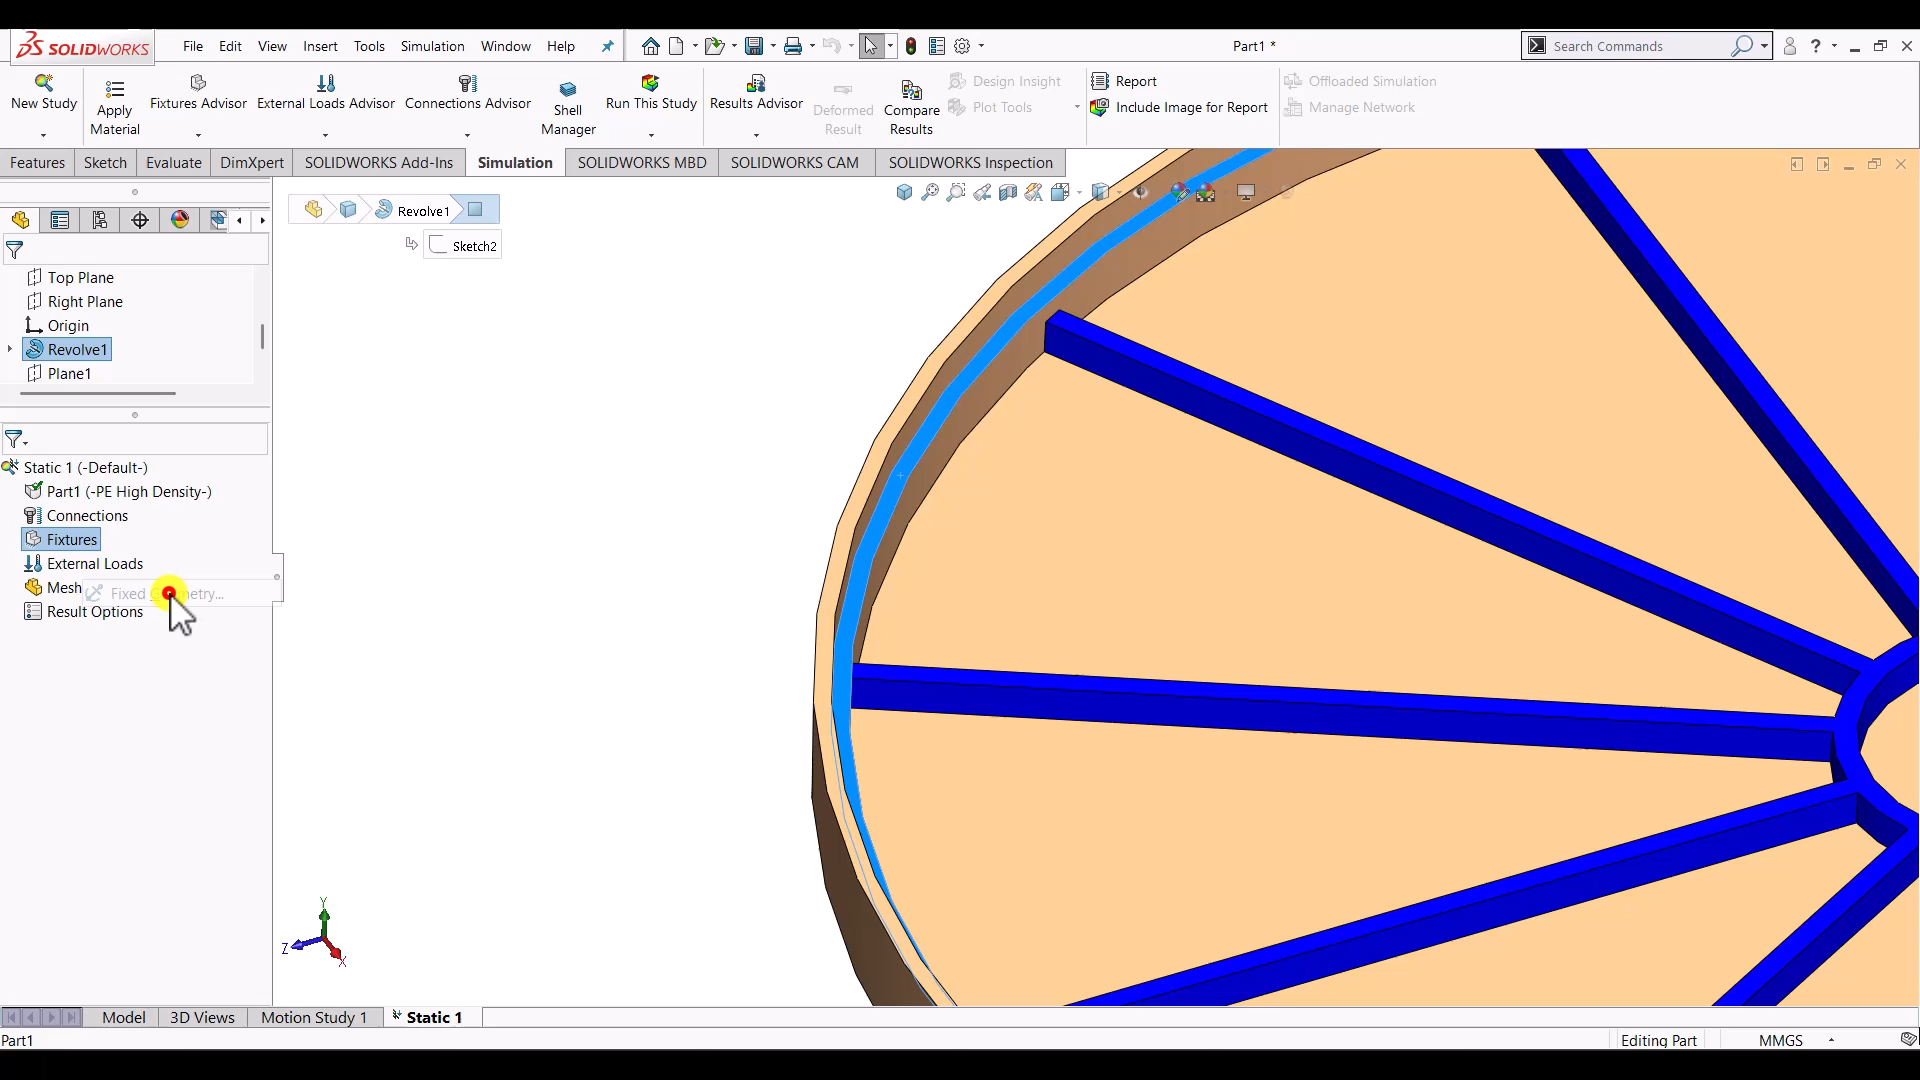 SOLIDWORKS File Edit View Insert Tools Simulation Window Help Part1 * Search Commands ?
New Study Apply Material Fixtures Advisor External Loads Advisor Connections Advisor Shell Manager Run This Study Results Advisor Deformed Result Compare Results Design Insight Plot Tools Report Include Image for Report Offloaded Simulation Manage Network
Features Sketch Evaluate DimXpert SOLIDWORKS Add-Ins Simulation SOLIDWORKS MBD SOLIDWORKS CAM SOLIDWORKS Inspection
Revolve1
Sketch2
Top Plane
Right Plane
Origin
Revolve1
Plane1
Static 1 (-Default-)
Part1 (-PE High Density-)
Connections
Fixtures
External Loads
Mesh
Fixed
Result Options
Y
Z
X
Model 3D Views Motion Study 1 Static 1
Part1 Editing Part MMGS